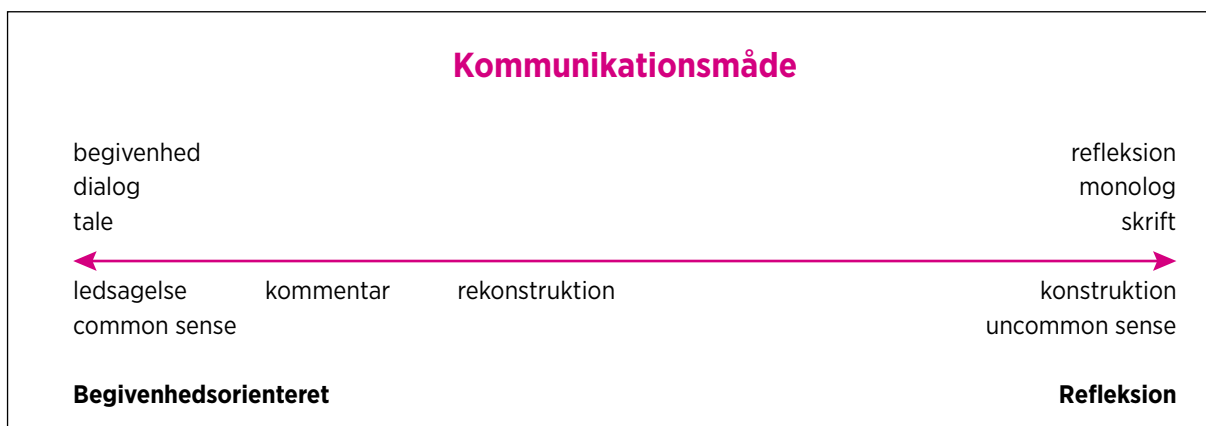 Kommunikationsmåde
begivenhed refleksion
dialog monolog
tale skrift
ledsagelse kommentar rekonstruktion konstruktion
common sense uncommon sense
Begivenhedsorienteret Refleksion